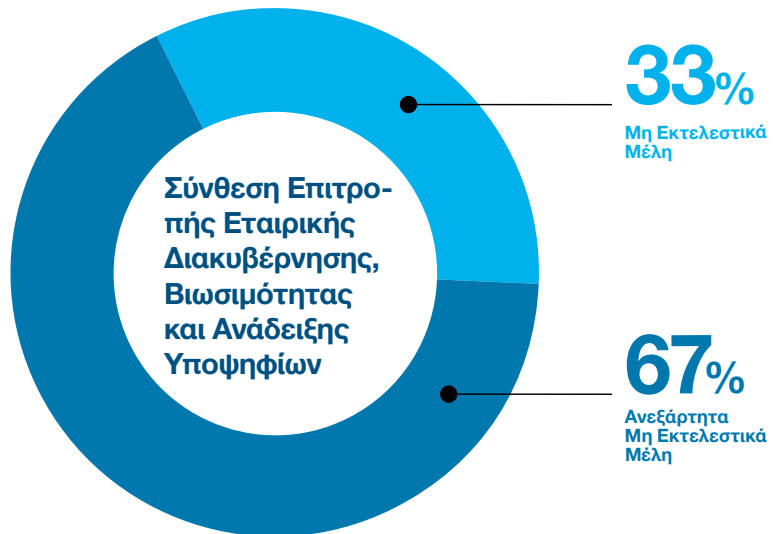 Σύνθεση Επιτρο-
πής Εταιρικής
Διακυβέρνησης,
Βιωσιμότητας
και Ανάδειξης
Υποψηφίων
33%
Μη Εκτελεστικά
Μέλη
67%
Ανεξάρτητα
Μη Εκτελεστικά
Μέλη